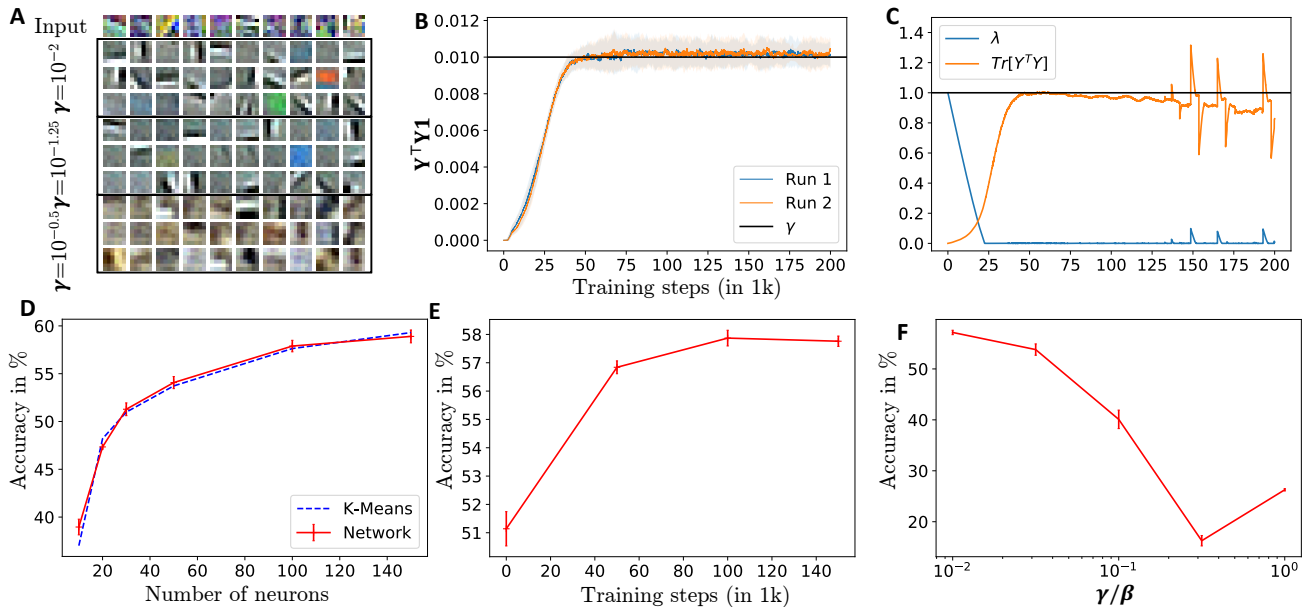 A
Input
γ=10^-2
γ=10^-1.25
γ=10^-0.5
B
0.012
0.010
0.008
0.006
0.004
0.002
0.000
YᵀY1
Run 1
Run 2
γ
0 25 50 75 100 125 150 175 200
Training steps (in 1k)
C
1.4
1.2
1.0
0.8
0.6
0.4
0.2
0.0
λ
Tr[YᵀY]
0 25 50 75 100 125 150 175 200
D
60
55
50
45
40
Accuracy in %
K-Means
Network
20 40 60 80 100 120 140
Number of neurons
E
58
57
56
55
54
53
52
51
Accuracy in %
0 20 40 60 80 100 120 140
Training steps (in 1k)
F
50
40
30
20
Accuracy in %
10⁻² 10⁻¹ 10⁰
γ/β